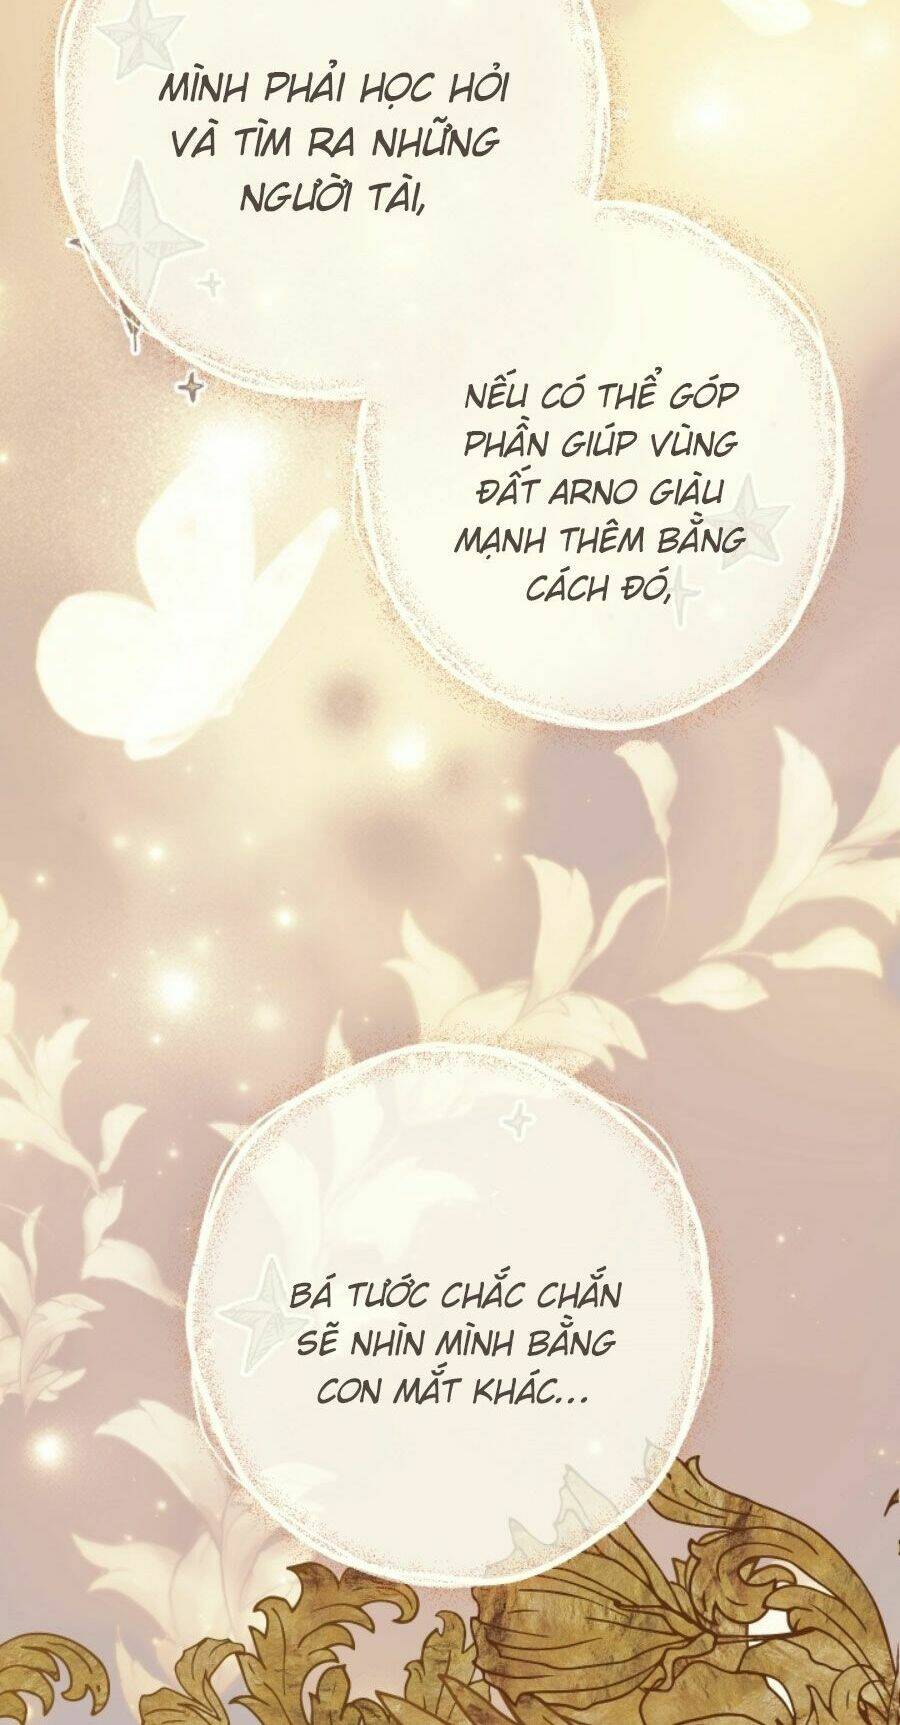 MÌNH PHẢI HỌC HỎI
VÀ TÌM RA NHỮNG
NGƯỜI TÀI,
NẾU CÓ THỂ GÓP
PHẦN GIÚP VÙNG
ĐẤT ARNO GIÀU
MẠNH THÊM BẰNG
CÁCH ĐÓ,
BÁ TƯỚC CHẮC CHẮN
SẼ NHÌN MÌNH BẰNG
CON MẮT KHÁC...